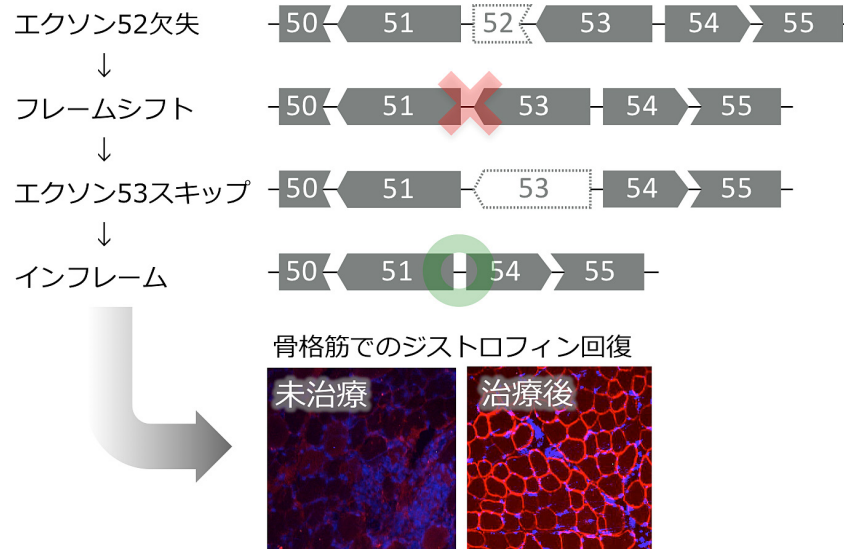 エクソン52欠失 50 51 52 53 54 55
↓
フレームシフト 50 51 53 54 55
↓
エクソン53スキップ 50 51 53 54 55
↓
インフレーム 50 51 54 55
骨格筋でのジストロフィン回復
未治療 治療後